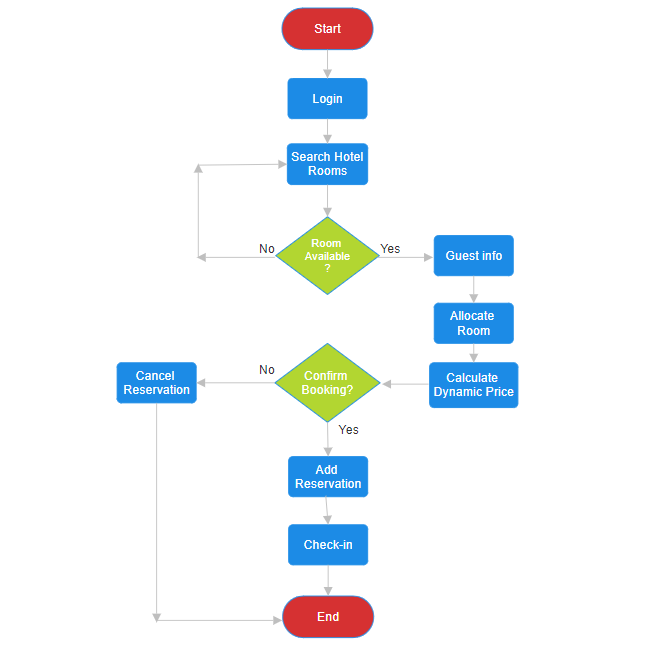 Start
Login
Search Hotel
Rooms
Room
Available
?
No
Yes
Guest info
Allocate
Room
Calculate
Dynamic Price
Confirm
Booking?
No
Cancel
Reservation
Yes
Add
Reservation
Check-in
End